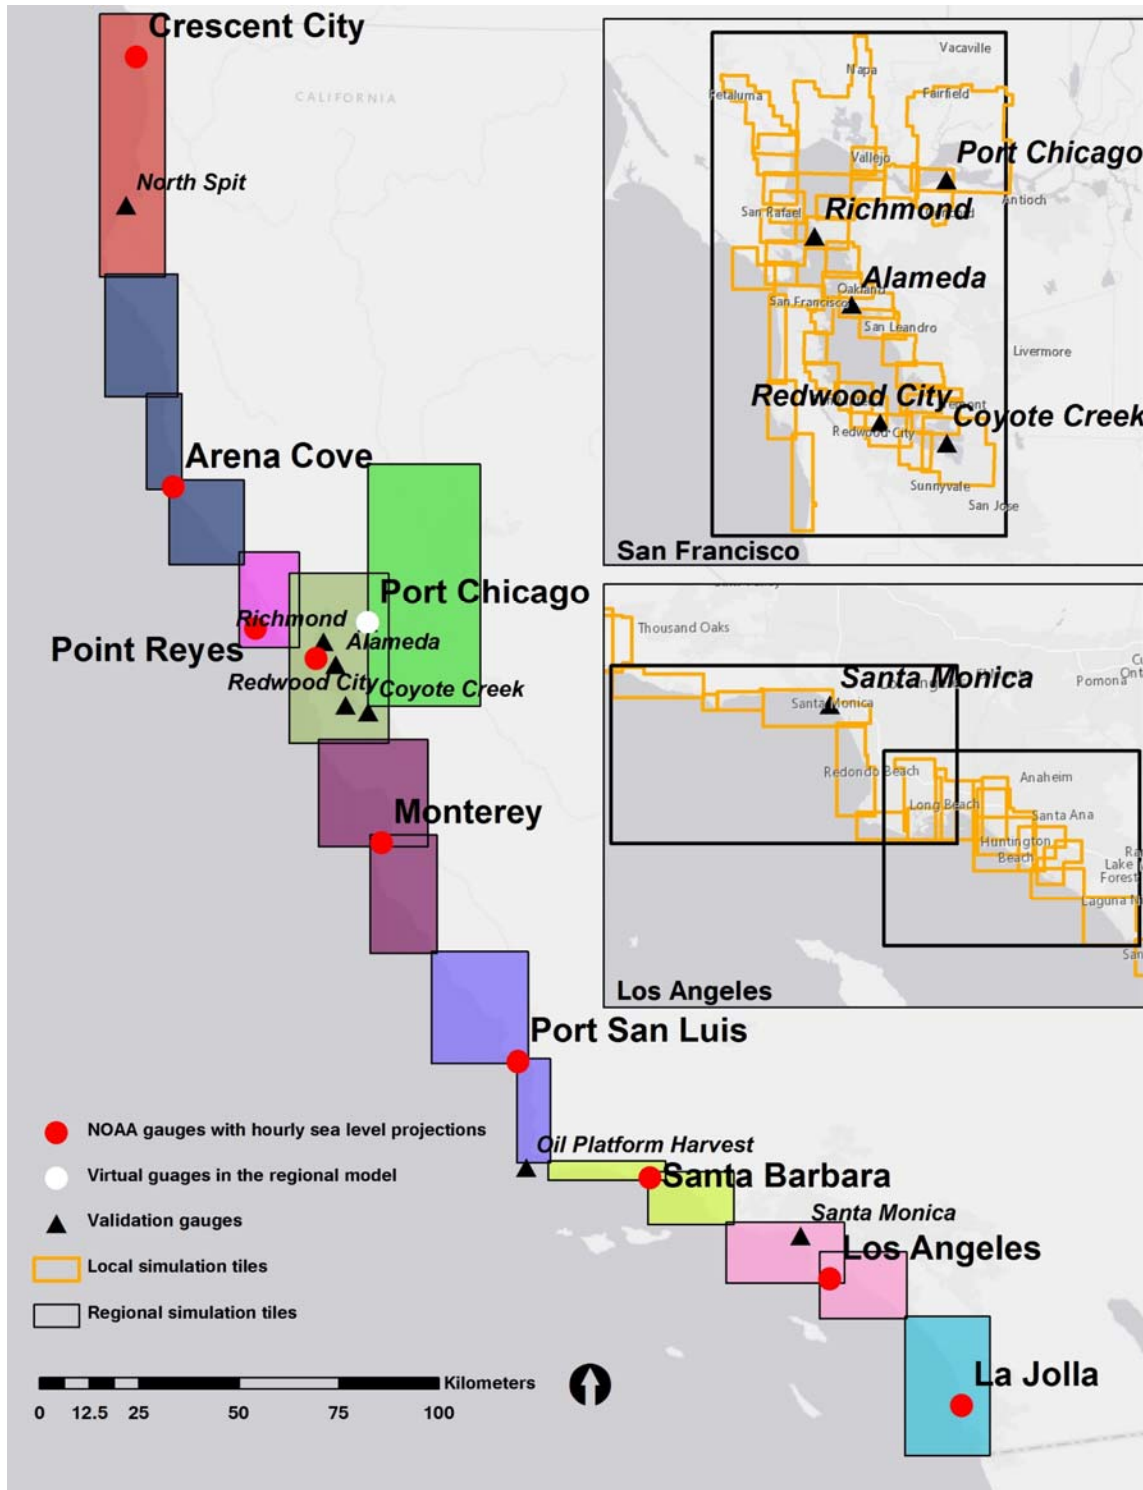 Crescent City
CALIFORNIA
North Spit
Arena Cove
Port Chicago
Richmond
Alameda
Point Reyes
Redwood City
Coyote Creek
Monterey
Port San Luis
Oil Platform Harvest
Santa Barbara
Santa Monica
Los Angeles
La Jolla
NOAA gauges with hourly sea level projections
Virtual guages in the regional model
Validation gauges
Local simulation tiles
Regional simulation tiles
Kilometers
0 12.5 25 50 75 100
Vacaville
Napa
Petaluma
Fairfield
Port Chicago
Vallejo
Antioch
San Rafael
Richmond
Alameda
Oakland
San Francisco
San Leandro
Livermore
Redwood City
Coyote Creek
Redwood City
Sunnyvale
San Jose
San Francisco
Thousand Oaks
Santa Monica
Pomona
Santa Monica
Redondo Beach
Anaheim
Long Beach
Santa Ana
Huntington
Beach
Lake
Forest
Laguna
San
Los Angeles